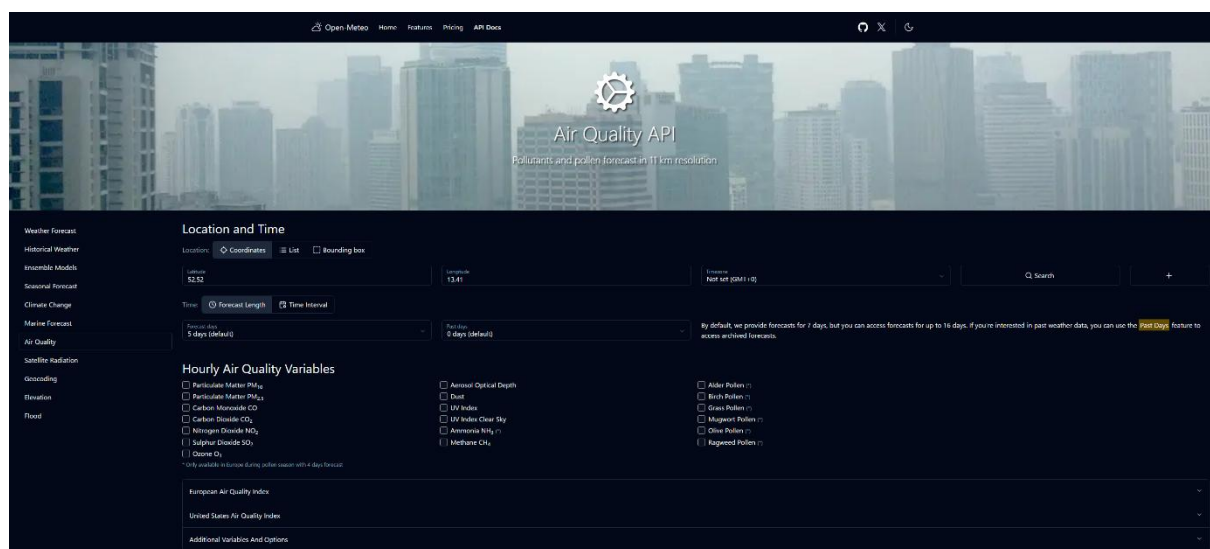 Open-Meteo Home Features Pricing API Docs
Air Quality API
Pollutants and pollen forecast in 11 km resolution
Weather Forecast
Historical Weather
Ensemble Models
Seasonal Forecast
Climate Change
Marine Forecast
Air Quality
Satellite Radiation
Geocoding
Elevation
Flood
Location and Time
Location: Coordinates List Bounding box
Latitude
52.52
Longitude
13.41
Timezone
Not set (GMT+0)
Search
+
Time: Forecast Length Time Interval
Forecast days
5 days (default)
Past days
0 days (default)
By default, we provide forecasts for 7 days, but you can access forecasts for up to 16 days. If you're interested in past weather data, you can use the Past Days feature to
access archived forecasts.
Hourly Air Quality Variables
Particulate Matter PM₁₀
Particulate Matter PM₂.₅
Carbon Monoxide CO
Carbon Dioxide CO₂
Nitrogen Dioxide NO₂
Sulphur Dioxide SO₂
Ozone O₃
Aerosol Optical Depth
Dust
UV Index
UV Index Clear Sky
Ammonia NH₃ (*)
Methane CH₄
Alder Pollen (*)
Birch Pollen (*)
Grass Pollen (*)
Mugwort Pollen (*)
Olive Pollen (*)
Ragweed Pollen (*)
* Only available in Europe during pollen season with 4 days forecast
European Air Quality Index
United States Air Quality Index
Additional Variables And Options